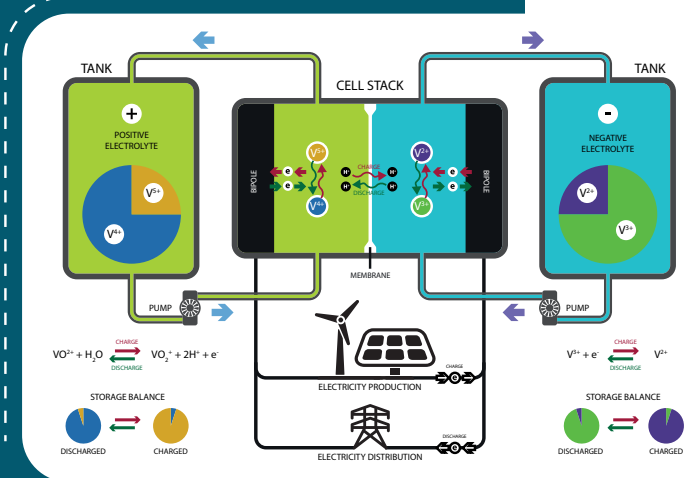 TANK
TANK
CELL STACK
+
POSITIVE
ELECTROLYTE
V⁵⁺
V⁴⁺
-
NEGATIVE
ELECTROLYTE
V²⁺
V³⁺
BIPOLE
V⁵⁺
e
e
V⁴⁺
H⁺
H⁺
CHARGE
DISCHARGE
H⁺
H⁺
V²⁺
e
e
V³⁺
BIPOLE
MEMBRANE
PUMP
PUMP
VO²⁺ + H₂O
CHARGE
DISCHARGE
VO₂⁺ + 2H⁺ + e⁻
V³⁺ + e⁻
CHARGE
DISCHARGE
V²⁺
CHARGE
e
ELECTRICITY PRODUCTION
DISCHARGE
e
ELECTRICITY DISTRIBUTION
STORAGE BALANCE
DISCHARGED
CHARGED
STORAGE BALANCE
DISCHARGED
CHARGED